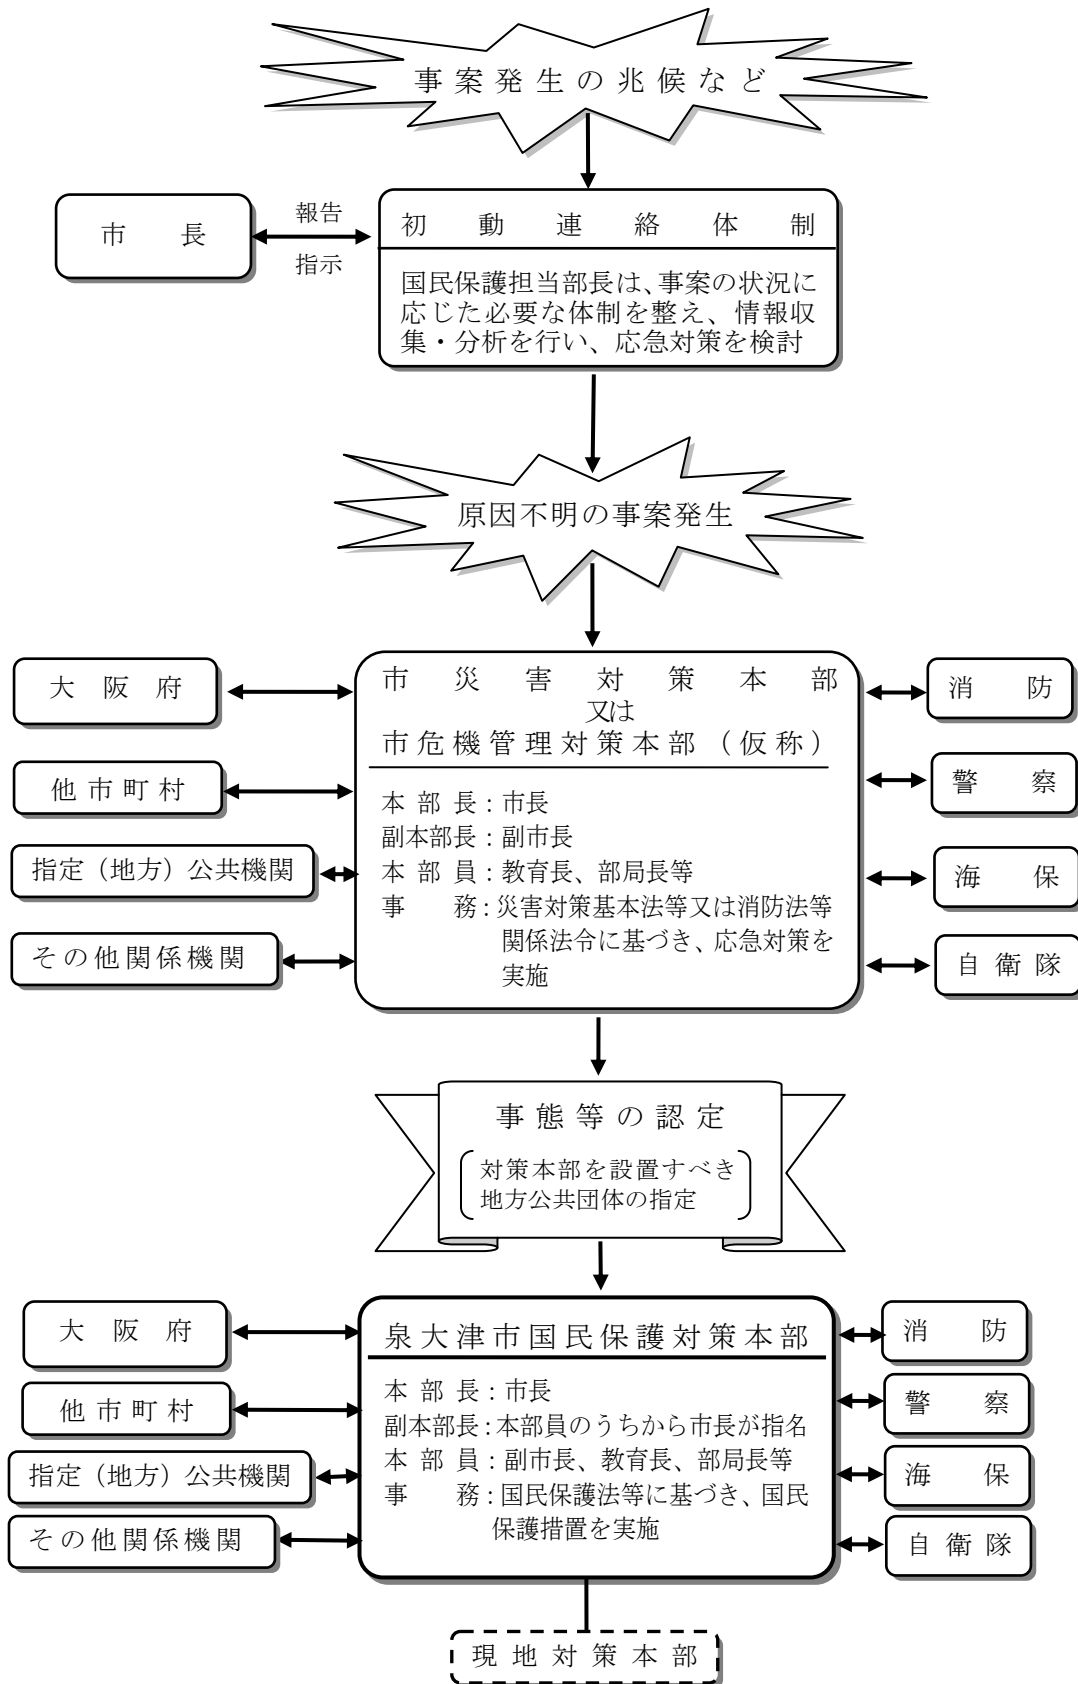 事案発生の兆候など
市長
報告
指示
初動連絡体制
国民保護担当部長は、事案の状況に
応じた必要な体制を整え、情報収
集・分析を行い、応急対策を検討
原因不明の事案発生
大阪府
他市町村
指定（地方）公共機関
その他関係機関
市災害対策本部
又は
市危機管理対策本部（仮称）
本部長：市長
副本部長：副市長
本部員：教育長、部局長等
事務：災害対策基本法等又は消防法等
関係法令に基づき、応急対策を
実施
消防
警察
海保
自衛隊
事態等の認定
対策本部を設置すべき
地方公共団体の指定
大阪府
他市町村
指定（地方）公共機関
その他関係機関
泉大津市国民保護対策本部
本部長：市長
副本部長：本部員のうちから市長が指名
本部員：副市長、教育長、部局長等
事務：国民保護法等に基づき、国民
保護措置を実施
消防
警察
海保
自衛隊
現地対策本部